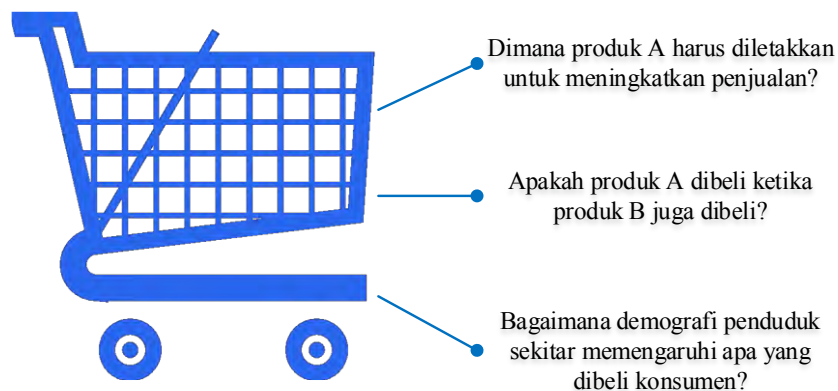 Dimana produk A harus diletakkan
untuk meningkatkan penjualan?
Apakah produk A dibeli ketika
produk B juga dibeli?
Bagaimana demografi penduduk
sekitar memengaruhi apa yang
dibeli konsumen?